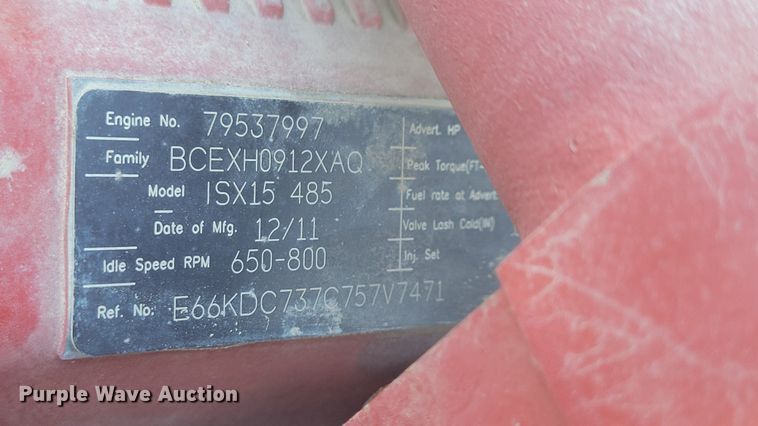 Engine No. 79537997
Family BCEXH0912XAQ
Model ISX15 485
Date of Mfg. 12/11
Idle Speed RPM 650-800
Ref. No. E66KDC737C757V7471
Advert. HP
Peak Torque(FT-
Fuel rate at Advert.
Valve Lash Cold(IN)
Inj. Set
Purple Wave Auction